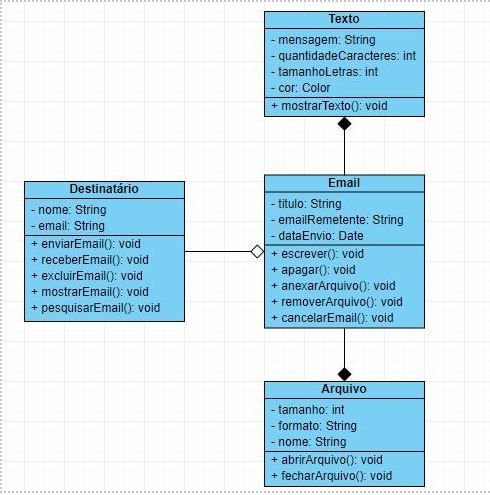 Texto
- mensagem: String
- quantidadeCaracteres: int
- tamanhoLetras: int
- cor: Color
+ mostrarTexto(): void
Destinatário
- nome: String
- email: String
+ enviarEmail(): void
+ receberEmail(): void
+ excluirEmail(): void
+ mostrarEmail(): void
+ pesquisarEmail(): void
Email
- titulo: String
- emailRemetente: String
- dataEnvio: Date
+ escrever(): void
+ apagar(): void
+ anexarArquivo(): void
+ removerArquivo(): void
+ cancelarEmail(): void
Arquivo
- tamanho: int
- formato: String
- nome: String
+ abrirArquivo(): void
+ fecharArquivo(): void